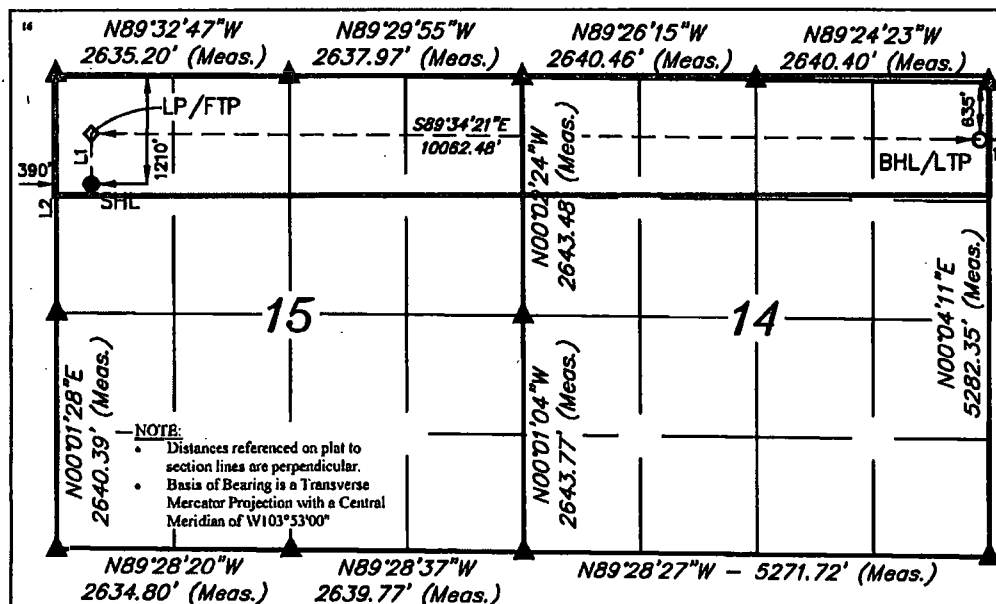 16
N89°32'47"W
2635.20' (Meas.)
N89°29'55"W
2637.97' (Meas.)
N89°26'15"W
2640.46' (Meas.)
N89°24'23"W
2640.40' (Meas.)
LP/FTP
L1
1210'
S89°34'21"E
10062.48'
635'
BHL/LTP
390'
SHL
L2
N00°02'24"W
2643.48' (Meas.)
15
14
N00°04'11"E
5282.35' (Meas.)
N00°01'28"E
2640.39' (Meas.)
N00°01'04"W
2643.77' (Meas.)
NOTE:
• Distances referenced on plat to
section lines are perpendicular.
• Basis of Bearing is a Transverse
Mercator Projection with a Central
Meridian of W103°53'00"
N89°28'20"W
2634.80' (Meas.)
N89°28'37"W
2639.77' (Meas.)
N89°28'27"W – 5271.72' (Meas.)